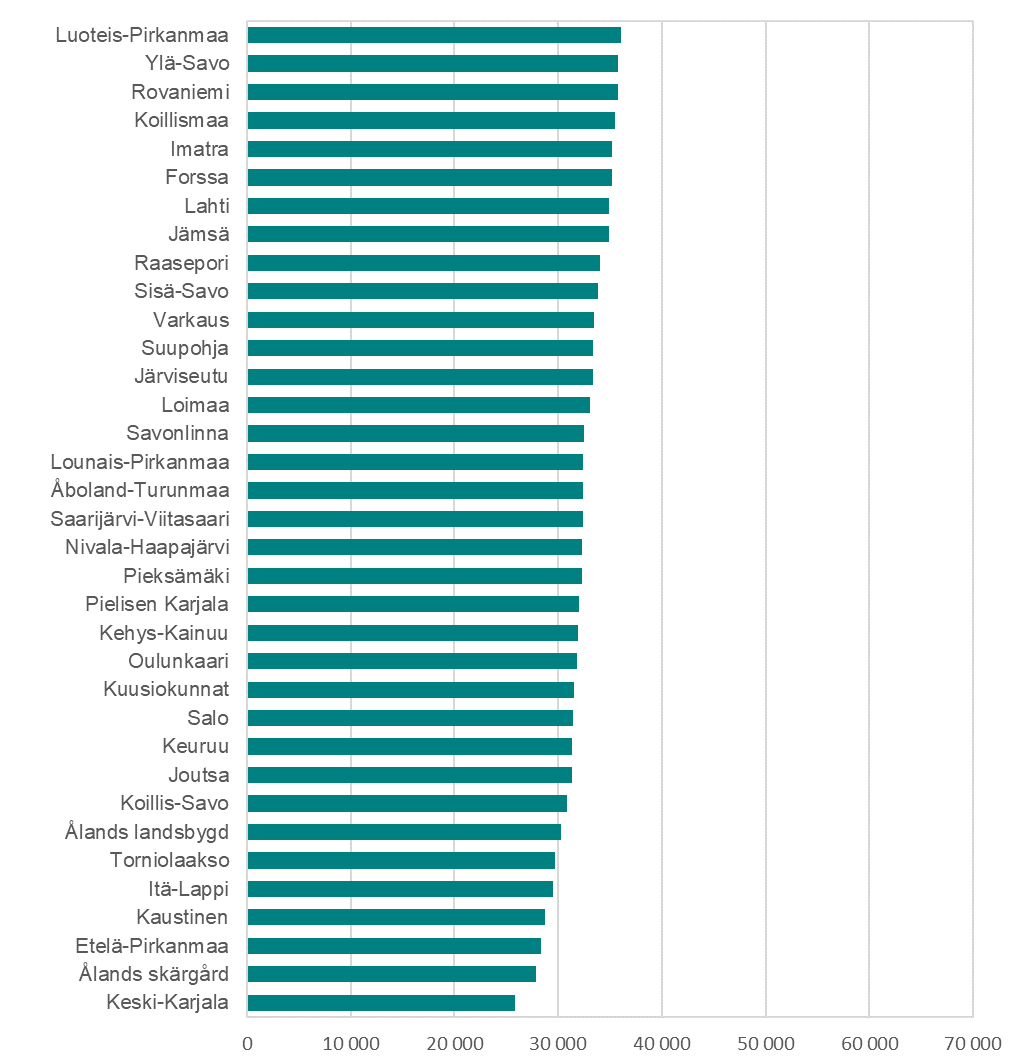 Luoteis-Pirkanmaa
Ylä-Savo
Rovaniemi
Koillismaa
Imatra
Forssa
Lahti
Jämsä
Raasepori
Sisä-Savo
Varkaus
Suupohja
Järviseutu
Loimaa
Savonlinna
Lounais-Pirkanmaa
Åboland-Turunmaa
Saarijärvi-Viitasaari
Nivala-Haapajärvi
Pieksämäki
Pielisen Karjala
Kehys-Kainuu
Oulunkaari
Kuusiokunnat
Salo
Keuruu
Joutsa
Koillis-Savo
Ålands landsbygd
Torniolaakso
Itä-Lappi
Kaustinen
Etelä-Pirkanmaa
Ålands skärgård
Keski-Karjala
0 10 000 20 000 30 000 40 000 50 000 60 000 70 000